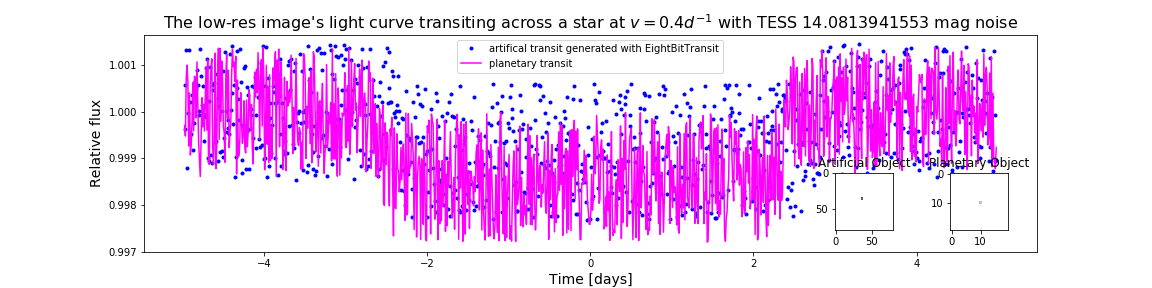 The low-res image's light curve transiting across a star at v = 0.4d⁻¹ with TESS 14.0813941553 mag noise
artifical transit generated with EightBitTransit
planetary transit
Relative flux
1.001
1.000
0.999
0.998
0.997
Artificial Object
0
50
0 50
Planetary Object
0
10
0 10
−4 −2 0 2 4
Time [days]